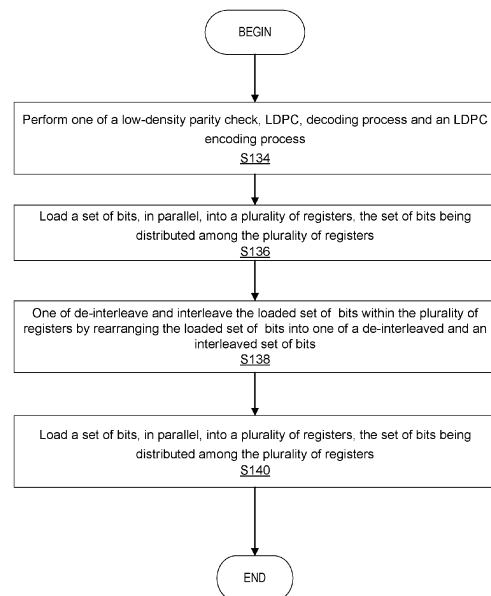 BEGIN
Perform one of a low-density parity check, LDPC, decoding process and an LDPC
encoding process
S134
Load a set of bits, in parallel, into a plurality of registers, the set of bits being
distributed among the plurality of registers
S136
One of de-interleave and interleave the loaded set of bits within the plurality of
registers by rearranging the loaded set of bits into one of a de-interleaved and an
interleaved set of bits
S138
Load a set of bits, in parallel, into a plurality of registers, the set of bits being
distributed among the plurality of registers
S140
END